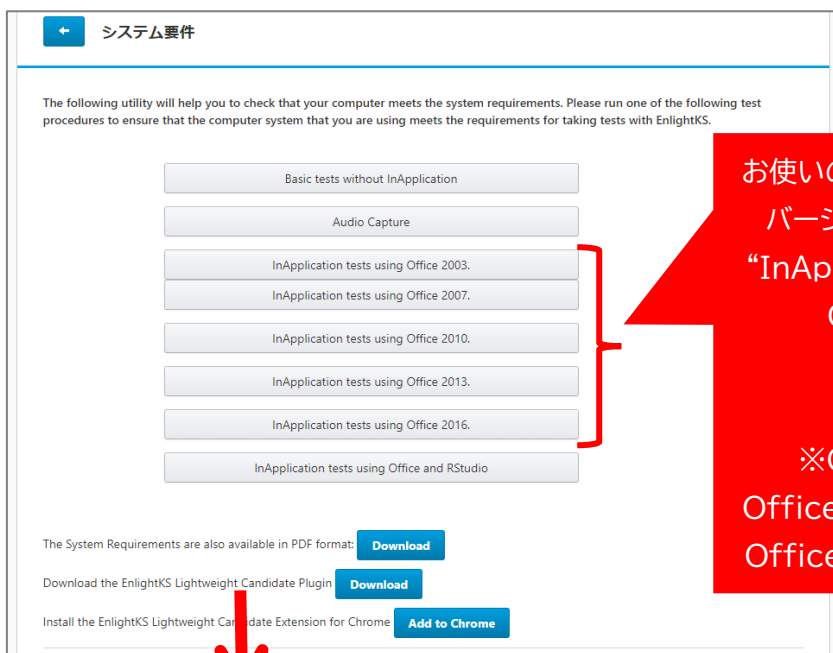 システム要件
The following utility will help you to check that your computer meets the system requirements. Please run one of the following test
procedures to ensure that the computer system that you are using meets the requirements for taking tests with EnlightKS.
Basic tests without InApplication
Audio Capture
InApplication tests using Office 2003.
InApplication tests using Office 2007.
InApplication tests using Office 2010.
InApplication tests using Office 2013.
InApplication tests using Office 2016.
InApplication tests using Office and RStudio
The System Requirements are also available in PDF format: Download
Download the EnlightKS Lightweight Candidate Plugin Download
Install the EnlightKS Lightweight Candidate Extension for Chrome Add to Chrome
お使い
バージ
“InAp
※
Office
Office